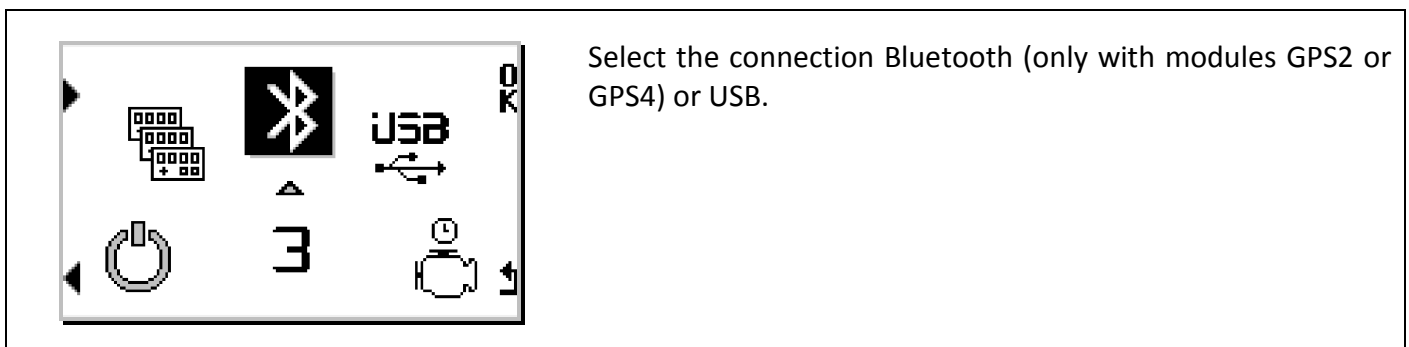 OK
USB
3
Select the connection Bluetooth (only with modules GPS2 or
GPS4) or USB.